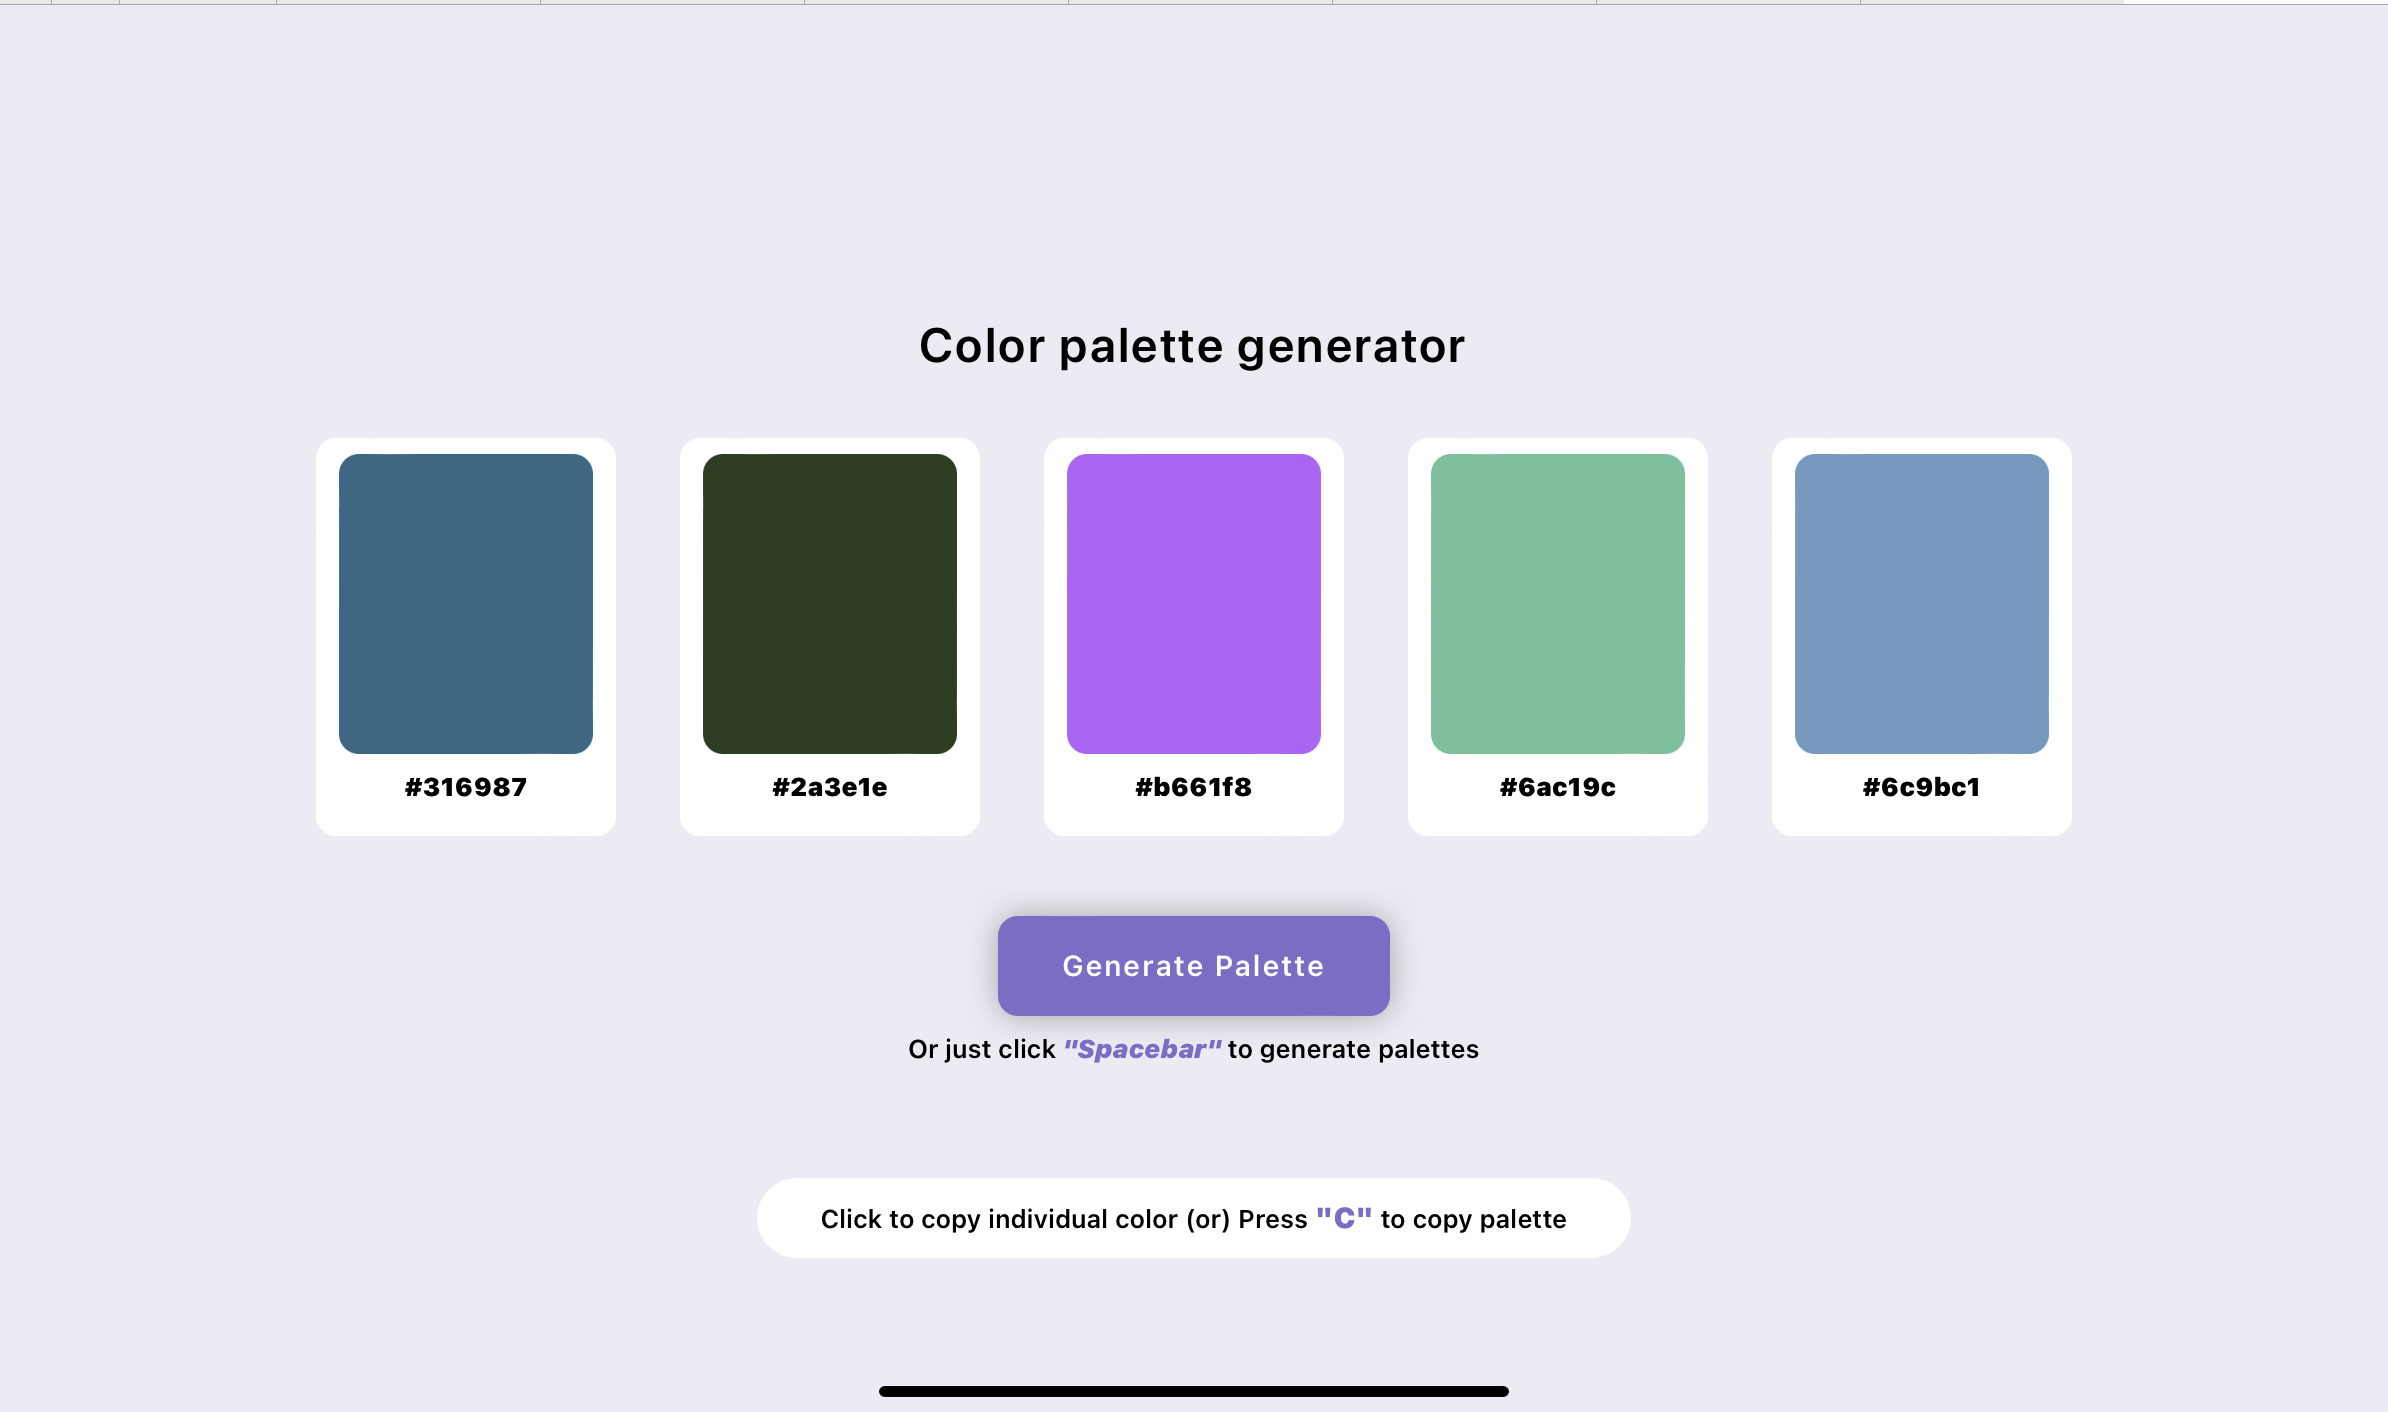 Color palette generator
#316987
#2a3e1e
#b661f8
#6ac19c
#6c9bc1
Generate Palette
Or just click "Spacebar" to generate palettes
Click to copy individual color (or) Press "C" to copy palette